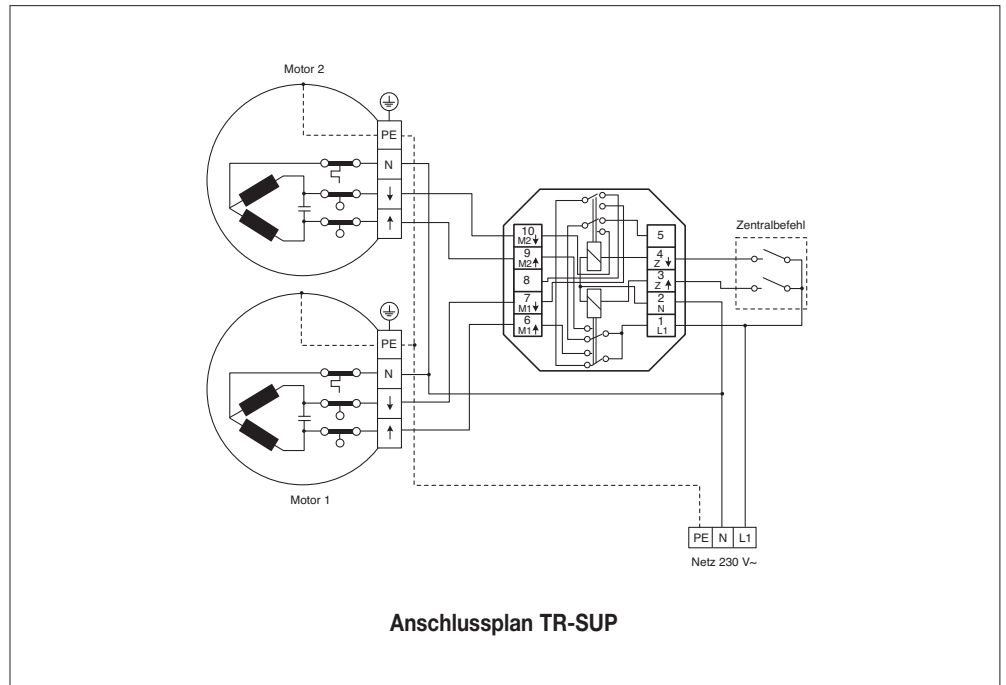 Motor 2
PE
N
↓
↑
Motor 1
PE
N
↓
↑
10
M2↓
9
M2↑
8
7
M1↓
6
M1↑
5
4
Z ↓
3
Z ↑
2
N
1
L1
Zentralbefehl
PE N L1
Netz 230 V~
Anschlussplan TR-SUP